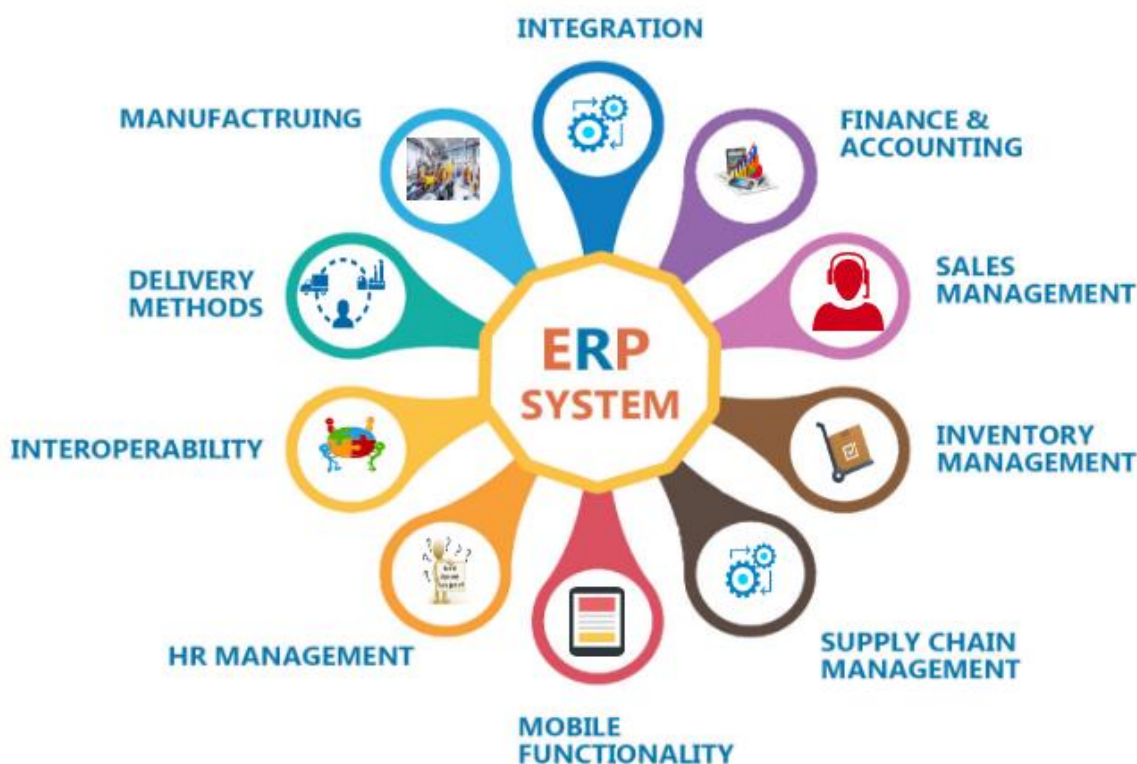 INTEGRATION
MANUFACTRUING
FINANCE &
ACCOUNTING
DELIVERY
METHODS
SALES
MANAGEMENT
ERP
SYSTEM
INTEROPERABILITY
INVENTORY
MANAGEMENT
HR MANAGEMENT
SUPPLY CHAIN
MANAGEMENT
MOBILE
FUNCTIONALITY